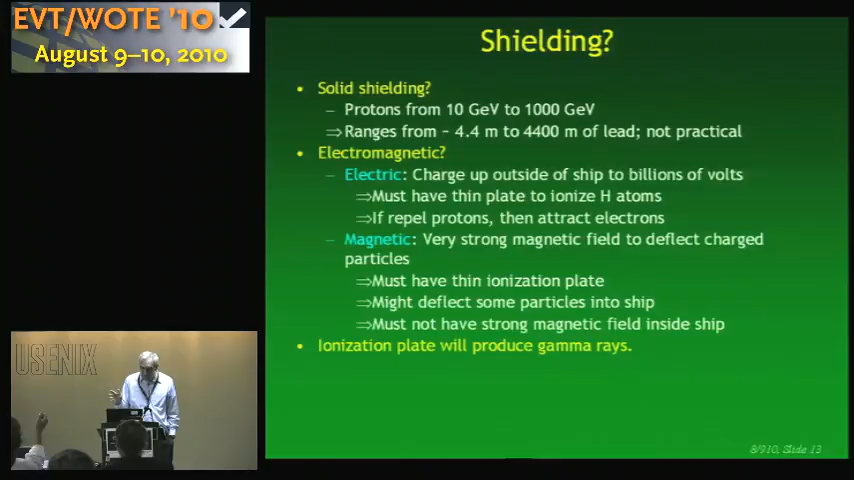 EVT/WOTE '10
August 9–10, 2010
Shielding?
• Solid shielding?
– Protons from 10 GeV to 1000 GeV
⇒Ranges from ~ 4.4 m to 4400 m of lead; not practical
• Electromagnetic?
– Electric: Charge up outside of ship to billions of volts
⇒Must have thin plate to ionize H atoms
⇒If repel protons, then attract electrons
– Magnetic: Very strong magnetic field to deflect charged
particles
⇒Must have thin ionization plate
⇒Might deflect some particles into ship
⇒Must not have strong magnetic field inside ship
• Ionization plate will produce gamma rays.
8/910, Slide 13
USENIX